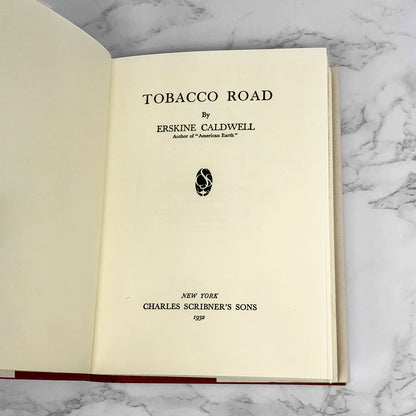 TOBACCO ROAD
By
ERSKINE CALDWELL
Author of "American Earth"
NEW YORK
CHARLES SCRIBNER'S SONS
1932